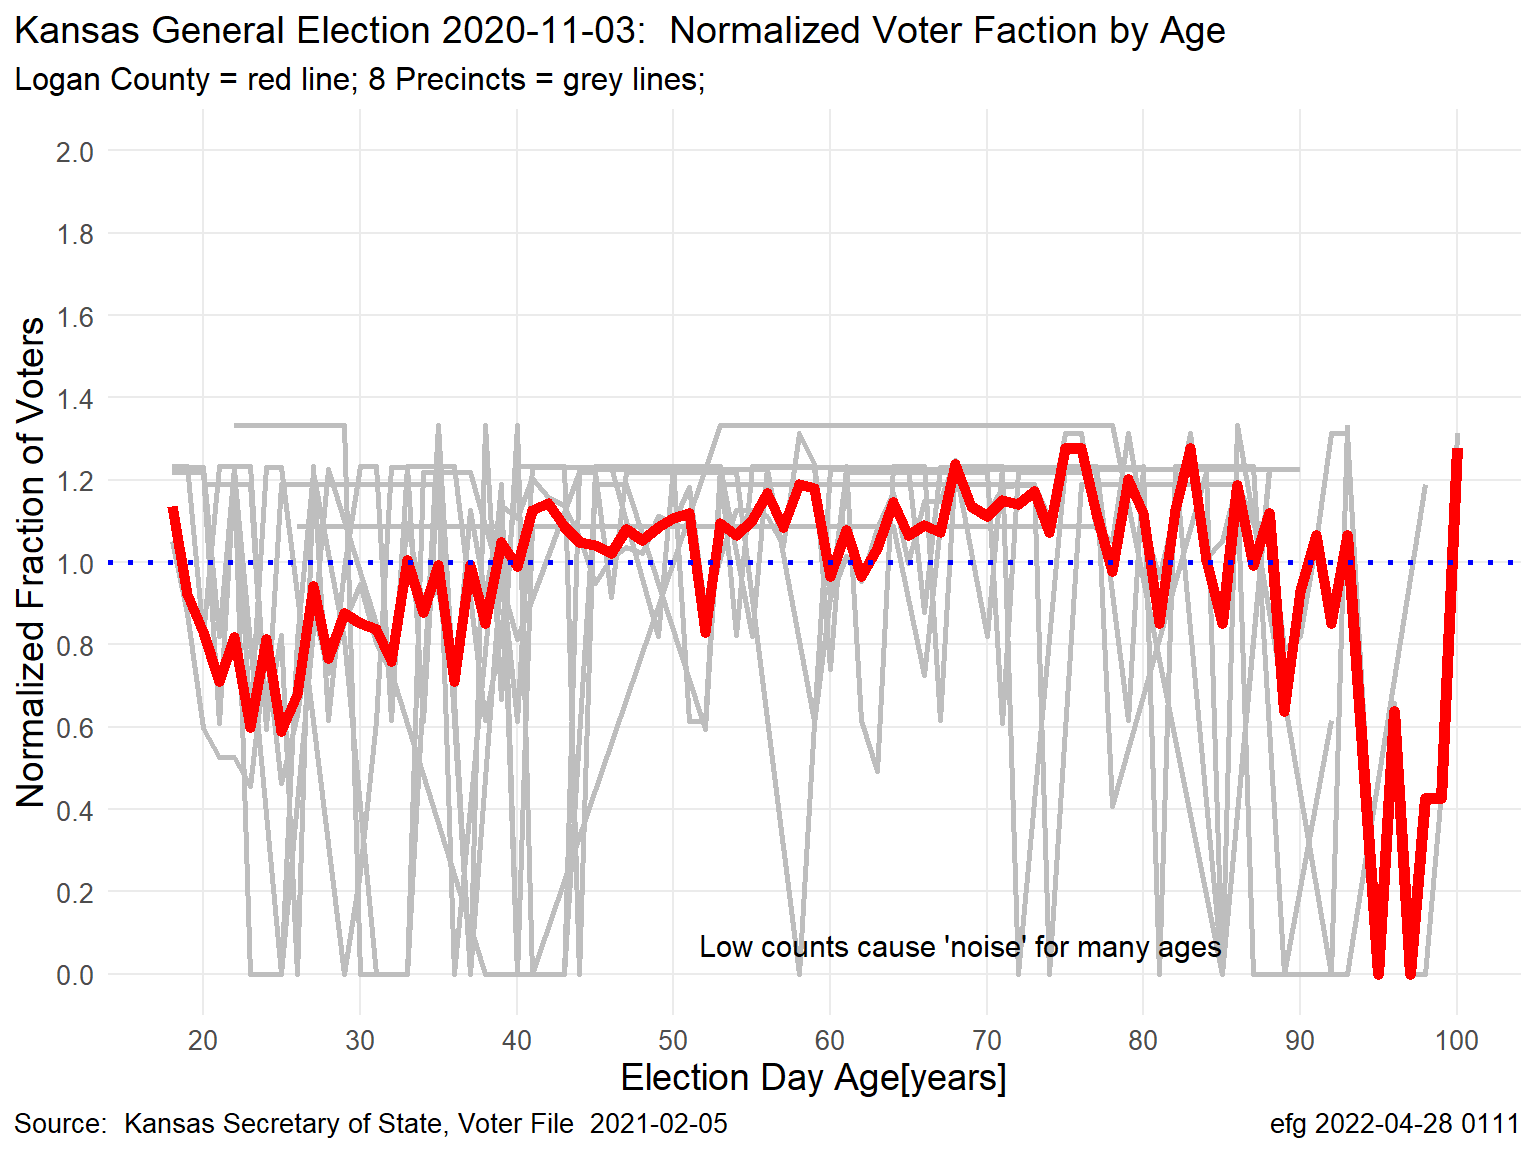 Kansas General Election 2020-11-03:  Normalized Voter Faction by Age
Logan County = red line; 8 Precincts = grey lines;
Normalized Fraction of Voters
2.0
1.8
1.6
1.4
1.2
1.0
0.8
0.6
0.4
0.2
0.0
Low counts cause 'noise' for many ages
20 30 40 50 60 70 80 90 100
Election Day Age[years]
Source:  Kansas Secretary of State, Voter File  2021-02-05
efg 2022-04-28 0111